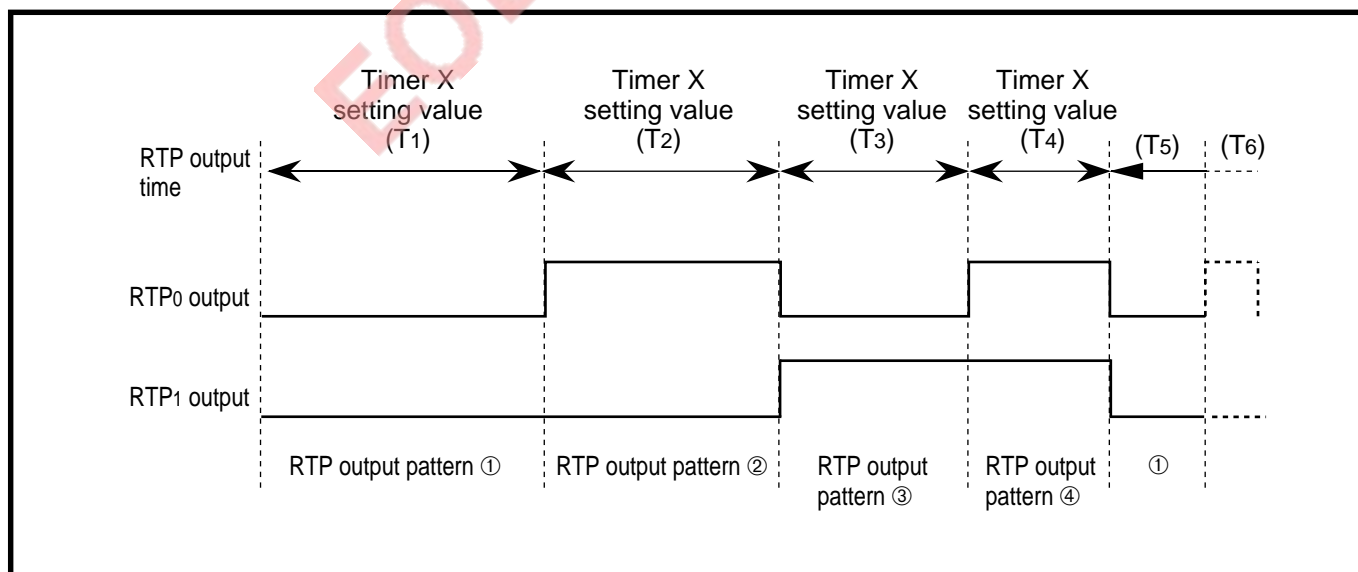 EOL
Timer X
setting value
(T1)
Timer X
setting value
(T2)
Timer X
setting value
(T3)
Timer X
setting value
(T4)
(T5)
(T6)
RTP output
time
RTP0 output
RTP1 output
RTP output pattern ①
RTP output pattern ②
RTP output
pattern ③
RTP output
pattern ④
①